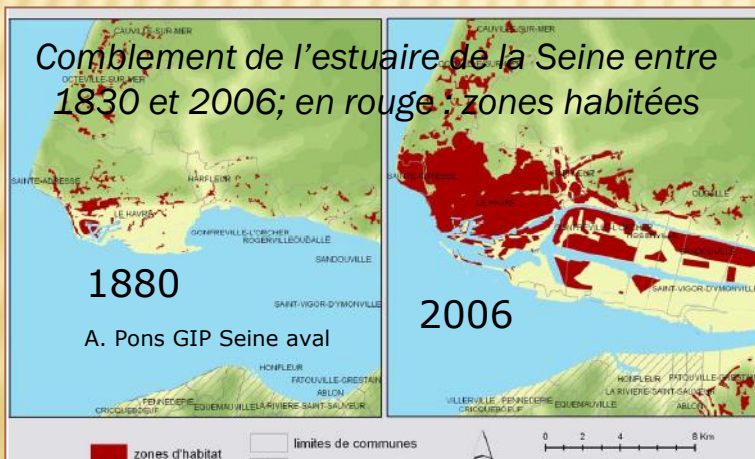 Comblement de l’estuaire de la Seine entre
1830 et 2006; en rouge : zones habitées
CAUVILLE-SUR-MER
OCTEVILLE-SUR-MER
SAINTE-ADRESSE
HARFLEUR
LE HAVRE
GONFREVILLE-L'ORCHER
ROGERVILLE
OUDALLE
SANDOUVILLE
1880
SAINT-VIGOR-D'YMONVILLE
A. Pons GIP Seine aval
HONFLEUR
FATOUVILLE-GRESTAIN
ABLON
PENNEDEPIE
CRICQUEBOEUF
EQUEMAUVILLE
LA RIVIERE-SAINT-SAUVEUR
CAUVILLE-SUR-MER
LE HAVRE
GONFREVILLE-L'ORCHER
SAINT-VIGOR-D'YMONVILLE
2006
HONFLEUR
FATOUVILLE-GRESTAIN
LA RIVIERE-SAINT-SAUVEUR
VILLERVILLE
PENNEDEPIE
EQUEMAUVILLE
ABLON
CRICQUEBOEUF
zones d'habitat
limites de communes
0 2 4 8 Km